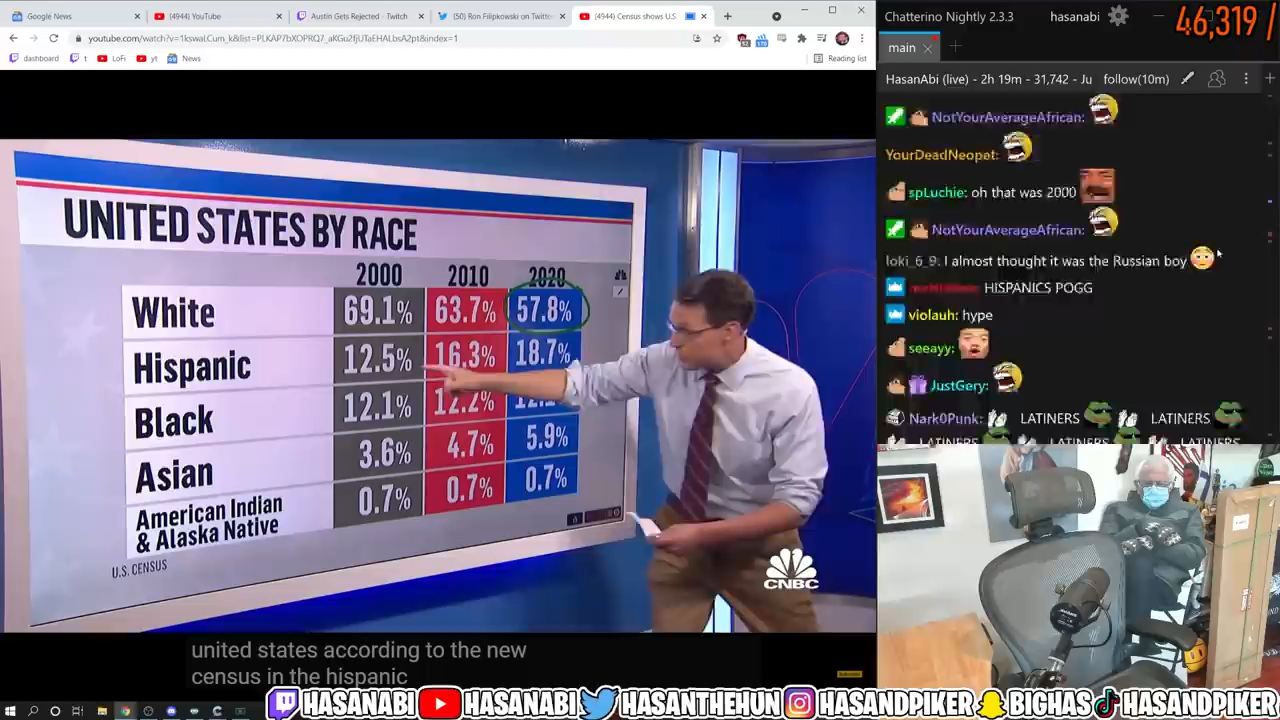 Google News
(4944) YouTube
Austin Gets Rejected - Twitch
(50) Ron Filipkowski on Twitter
(4944) Census shows U.S.
youtube.com/watch?v=1kswaLCum_k&list=PLKAP7bXOPRQ7_aKGu2fjUTaEHALbsA2pt&index=1
dashboard
t
LoFi
yt
News
Reading list
UNITED STATES BY RACE
2000 2010 2020
White 69.1% 63.7% 57.8%
Hispanic 12.5% 16.3% 18.7%
Black 12.1% 12.2%
Asian 3.6% 4.7% 5.9%
American Indian
& Alaska Native 0.7% 0.7% 0.7%
U.S. CENSUS
CNBC
united states according to the new
census in the hispanic
Chatterino Nightly 2.3.3
hasanabi
46,319 /
main
HasanAbi (live) - 2h 19m - 31,742 - Ju
follow(10m)
NotYourAverageAfrican:
YourDeadNeopet:
spLuchie: oh that was 2000
NotYourAverageAfrican:
loki_6_9. I almost thought it was the Russian boy
HISPANICS POGG
violauh: hype
seeayy:
JustGery:
Nark0Punk: LATINERS LATINERS
LATINERS LATINERS LATINERS
HASANABI HASANABI HASANTHEHUN HASANDPIKER BIGHAS HASANDPIKER